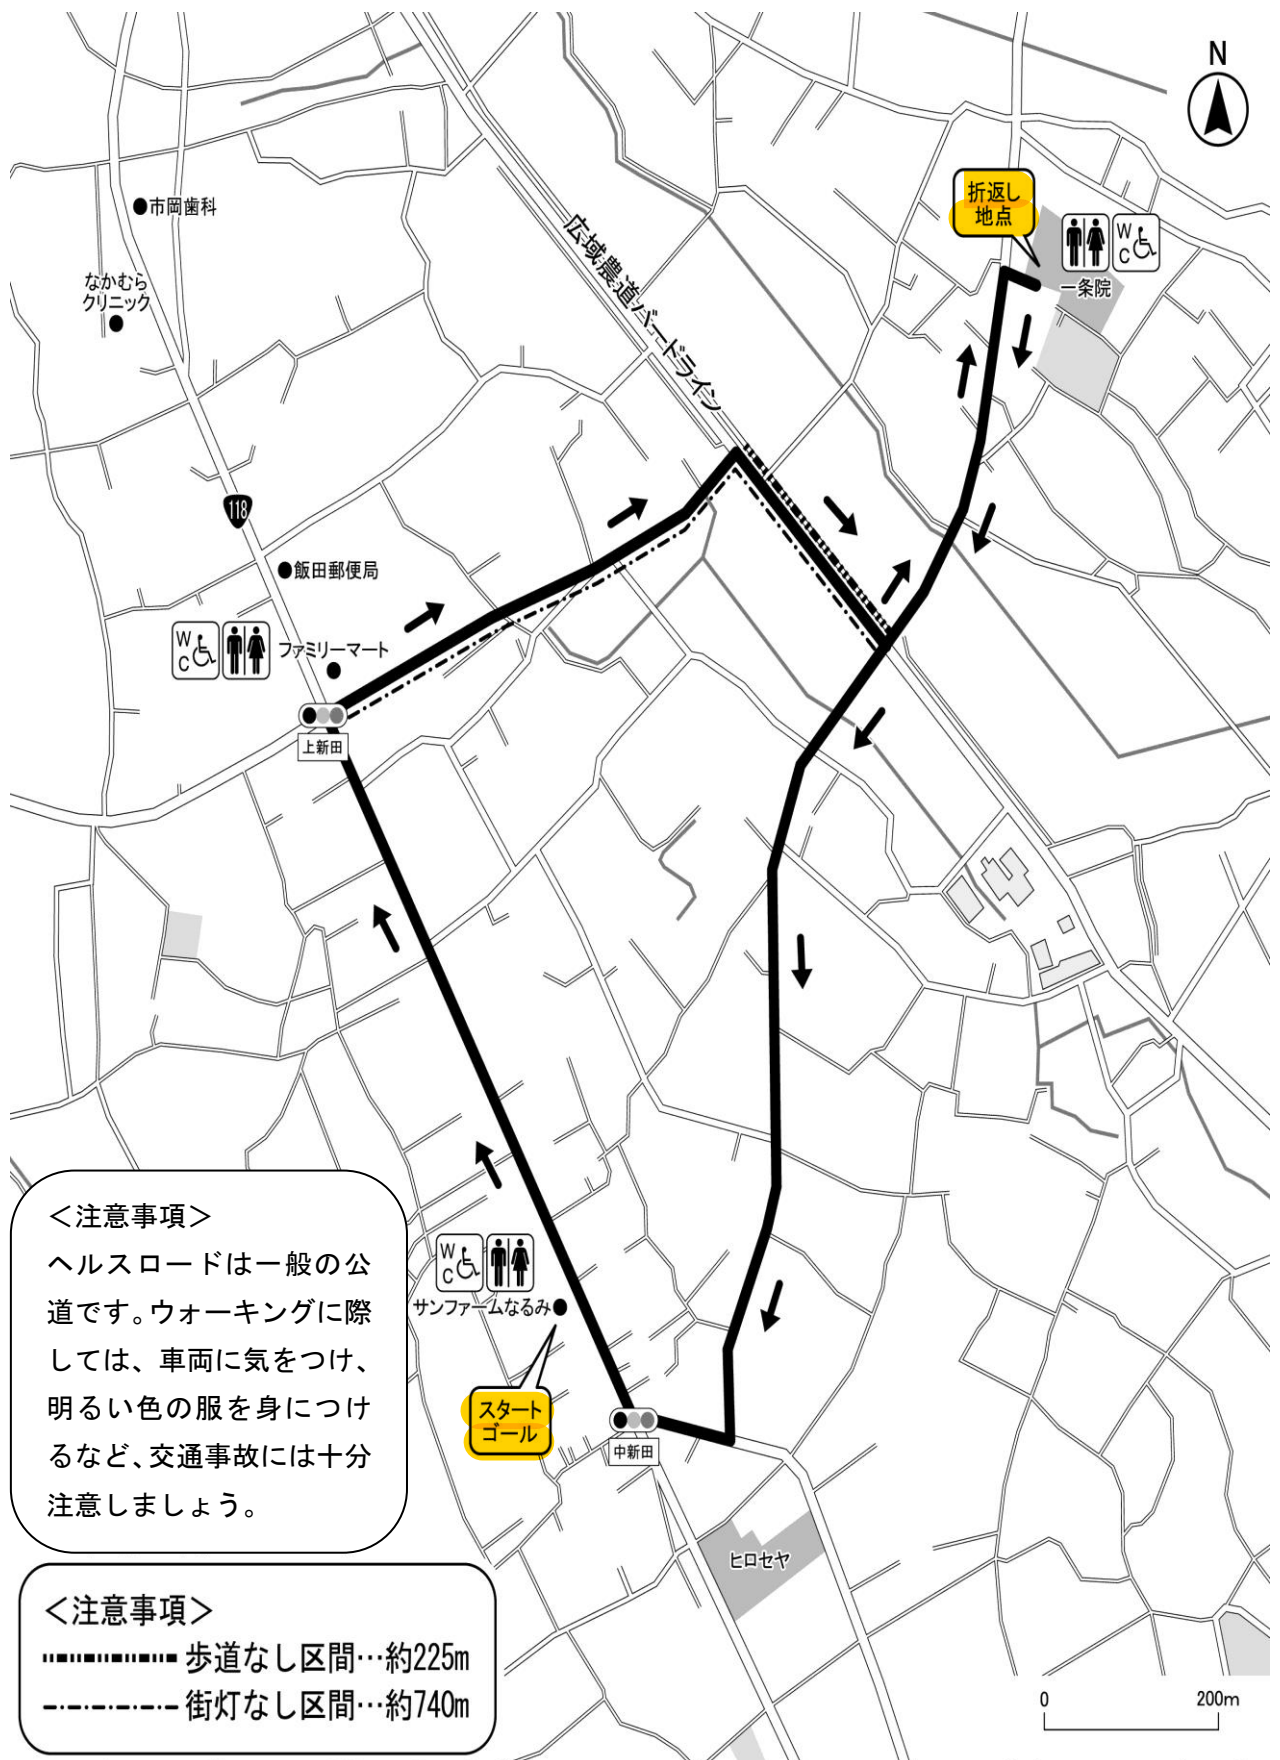 N
折返し
地点
W
C
一条院
市岡歯科
なかむら
クリニック
広域農道バードライン
118
飯田郵便局
W
C
ファミリーマート
上新田
<注意事項>
ヘルスロードは一般の公
道です。ウォーキングに際
しては、車両に気をつけ、
明るい色の服を身につけ
るなど、交通事故には十分
注意しましょう。
W
C
サンファームなるみ
スタート
ゴール
中新田
ヒロセヤ
<注意事項>
歩道なし区間…約225m
街灯なし区間…約740m
0 200m